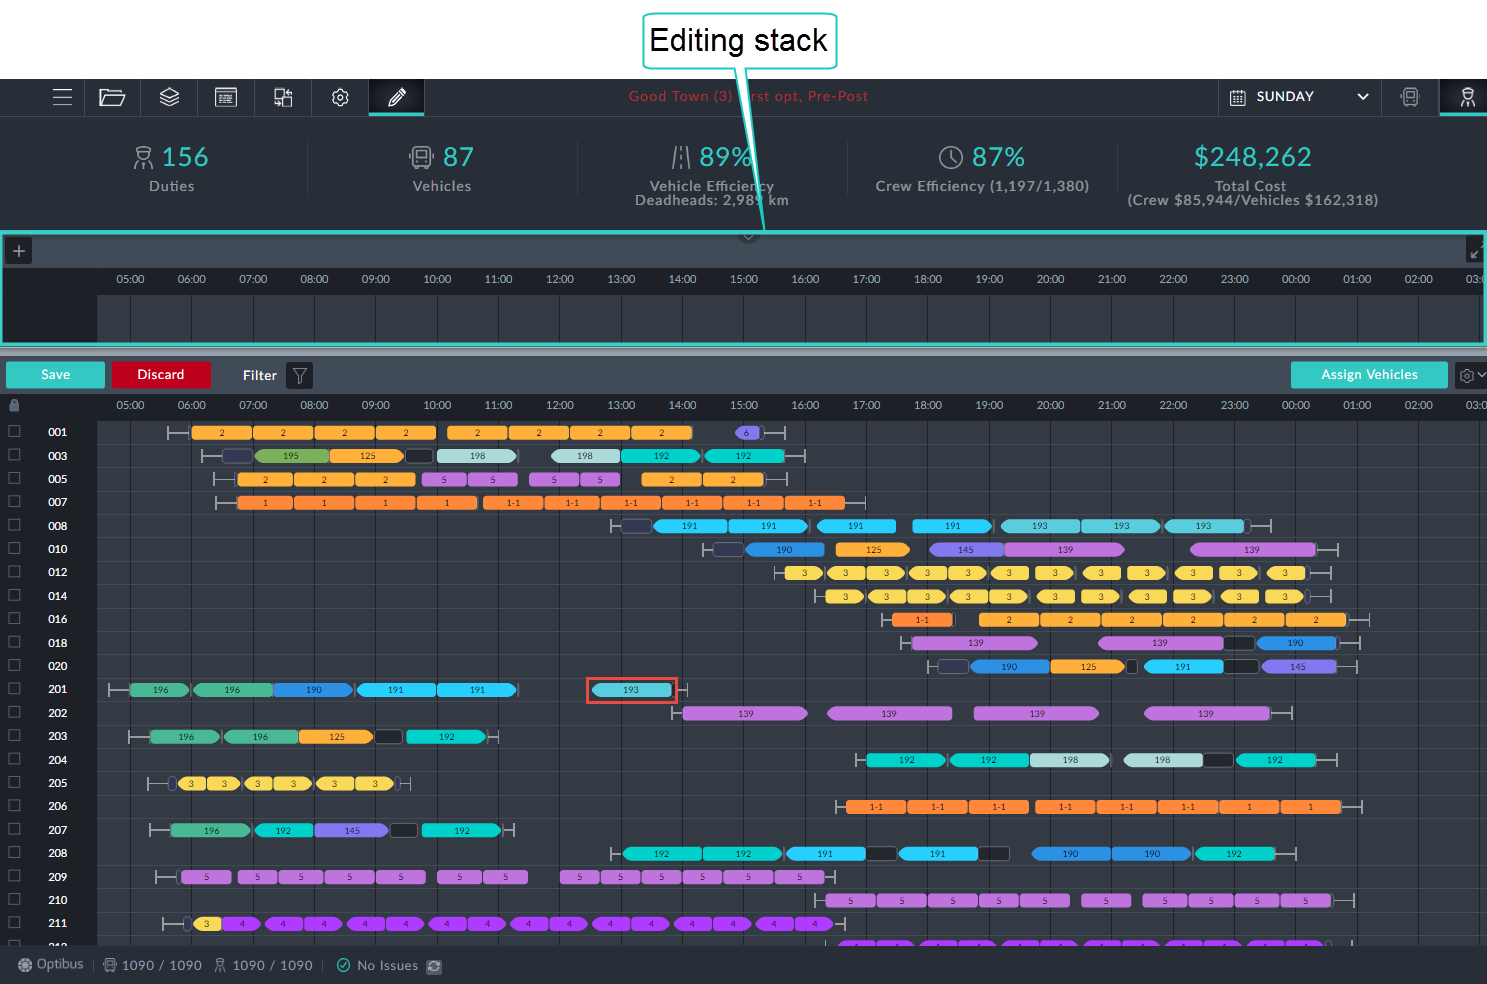 Editing stack
Good Town (3) rst opt, Pre-Post
SUNDAY
156
Duties
87
Vehicles
89%
Vehicle Efficiency
Deadheads: 2,989 km
87%
Crew Efficiency (1,197/1,380)
$248,262
Total Cost
(Crew $85,944/Vehicles $162,318)
05:00 06:00 07:00 08:00 09:00 10:00 11:00 12:00 13:00 14:00 15:00 16:00 17:00 18:00 19:00 20:00 21:00 22:00 23:00 00:00 01:00 02:00 03:0
Save Discard Filter Assign Vehicles
05:00 06:00 07:00 08:00 09:00 10:00 11:00 12:00 13:00 14:00 15:00 16:00 17:00 18:00 19:00 20:00 21:00 22:00 23:00 00:00 01:00 02:00 03:0
001 2 2 2 2 2 2 2 2 6
003 195 125 198 198 192 192
005 2 2 2 5 5 5 5 2 2
007 1 1 1 1 1-1 1-1 1-1 1-1 1-1 1-1
008 191 191 191 191 193 193 193
010 190 125 145 139 139
012 3 3 3 3 3 3 3 3 3 3 3 3
014 3 3 3 3 3 3 3 3 3 3 3
016 1-1 2 2 2 2 2 2
018 139 139 190
020 190 125 191 145
201 196 196 190 191 191 193
202 139 139 139 139
203 196 196 125 192
204 192 192 198 198 192
205 3 3 3 3 3 3
206 1-1 1-1 1-1 1-1 1-1 1-1 1 1
207 196 192 145 192
208 192 192 191 191 190 190 192
209 5 5 5 5 5 5 5 5 5 5 5 5 5
210 5 5 5 5 5 5 5 5 5 5
211 3 4 4 4 4 4 4 4 4 4 4 4 4 4 4 4
Optibus 1090 / 1090 1090 / 1090 No Issues